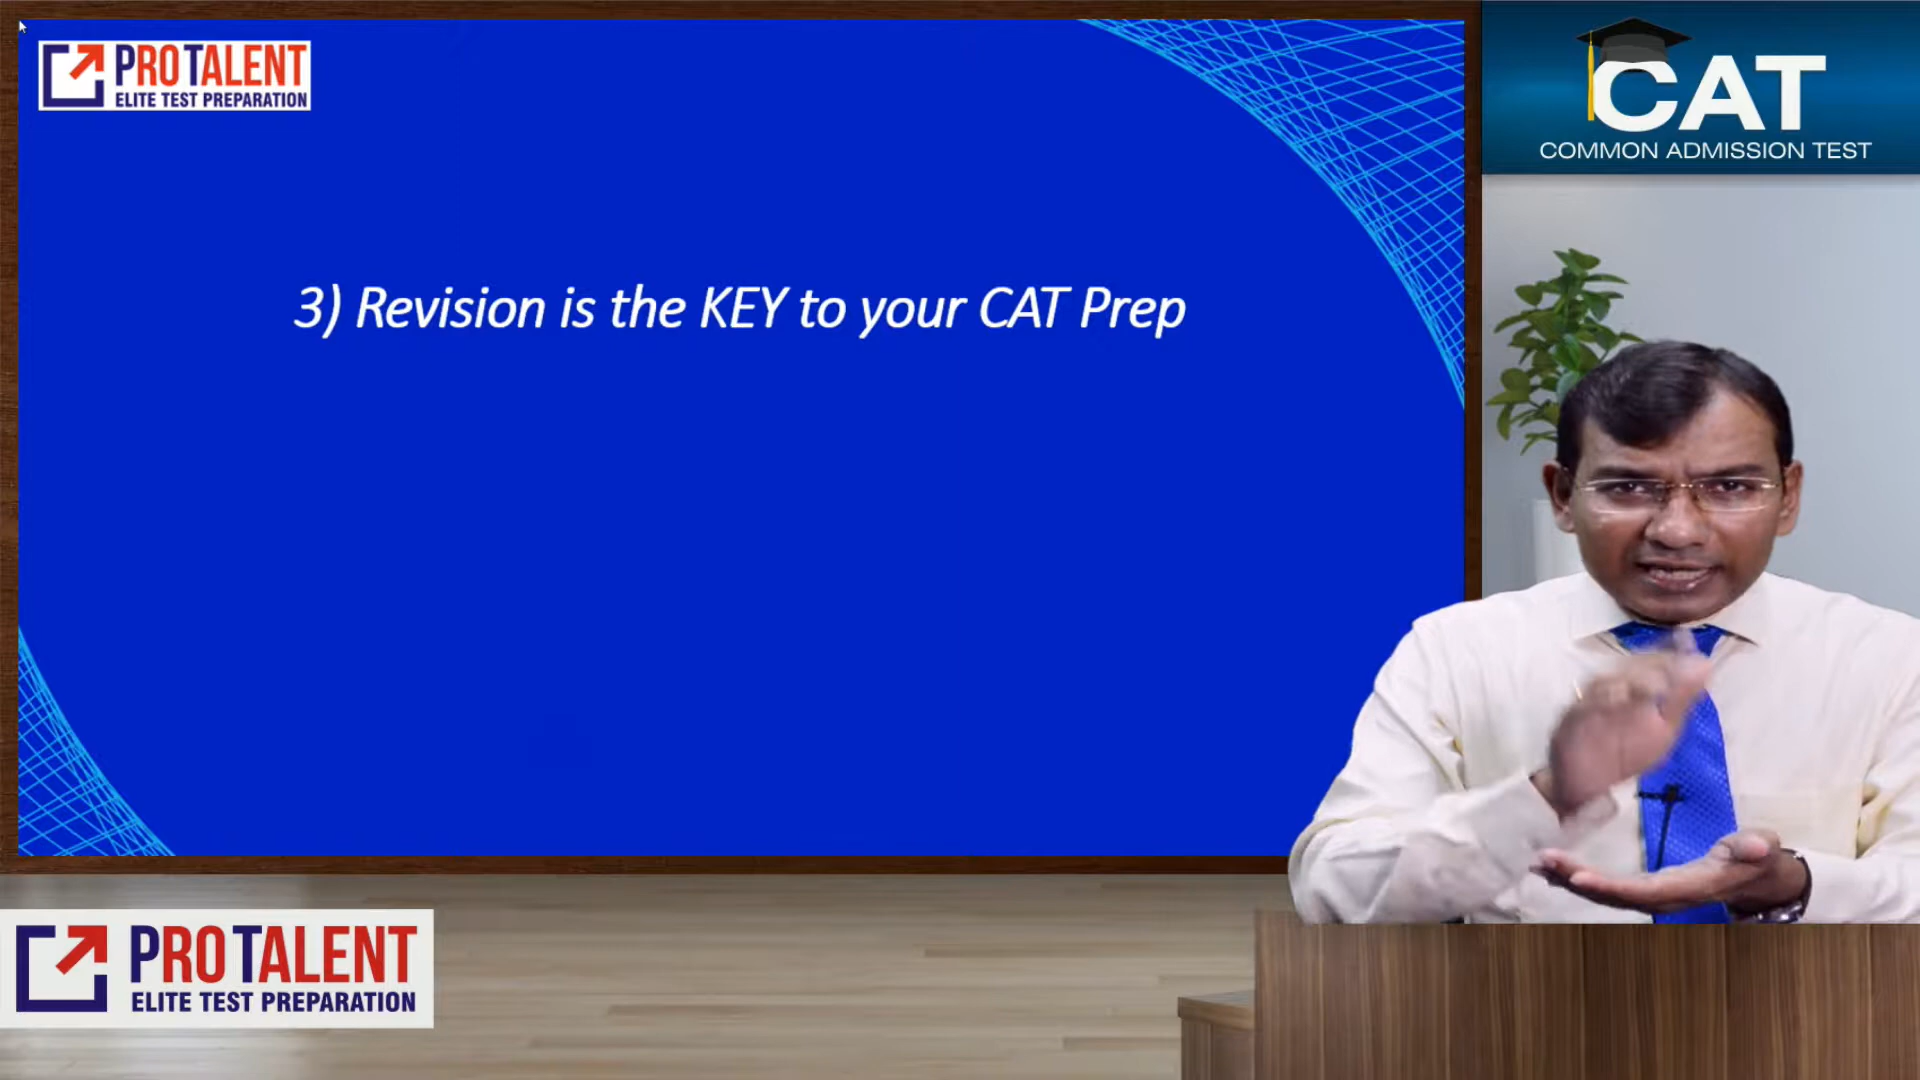 PROTALENT
ELITE TEST PREPARATION
CAT
COMMON ADMISSION TEST
3) Revision is the KEY to your CAT Prep
PROTALENT
ELITE TEST PREPARATION